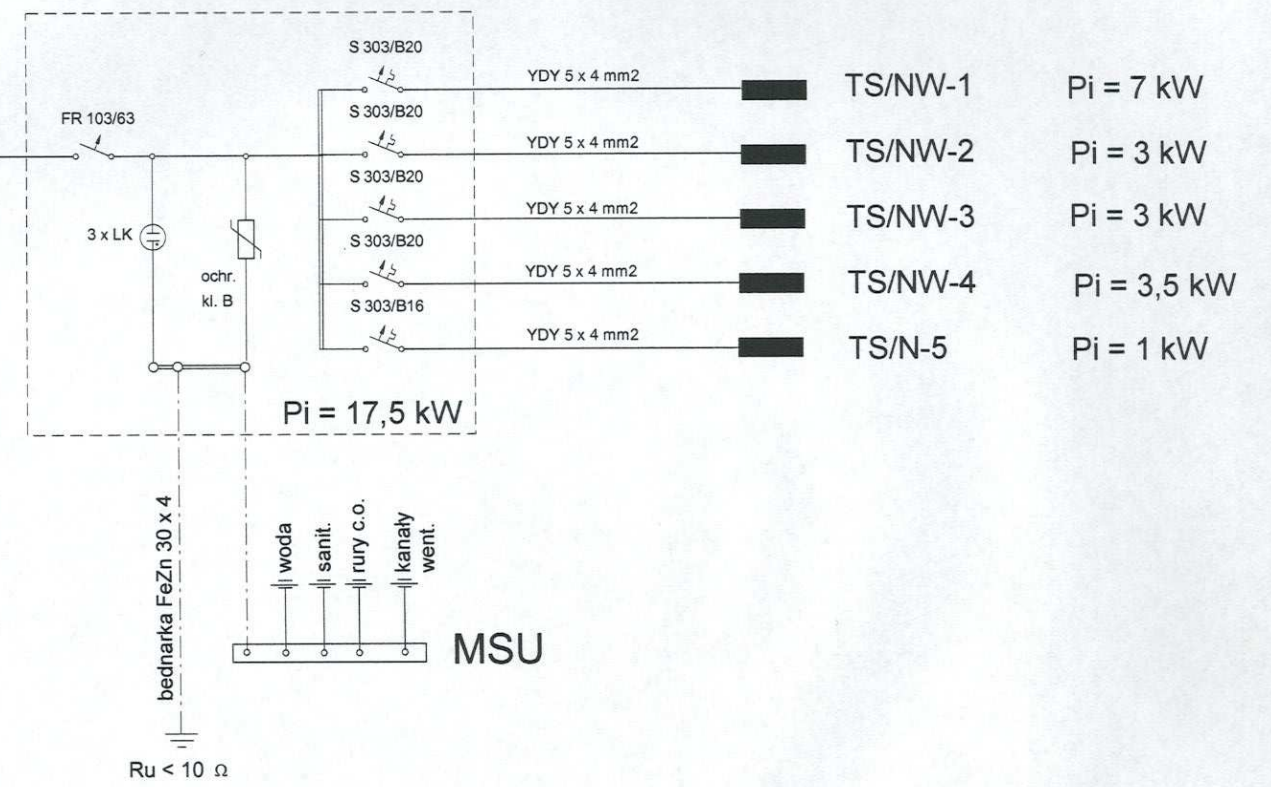 S 303/B20
YDY 5 x 4 mm2
TS/NW-1
Pi = 7 kW
FR 103/63
S 303/B20
YDY 5 x 4 mm2
TS/NW-2
Pi = 3 kW
S 303/B20
YDY 5 x 4 mm2
TS/NW-3
Pi = 3 kW
3 x LK
S 303/B20
YDY 5 x 4 mm2
TS/NW-4
Pi = 3,5 kW
ochr.
kl. B
S 303/B16
YDY 5 x 4 mm2
TS/N-5
Pi = 1 kW
Pi = 17,5 kW
bednarka FeZn 30 x 4
woda
sanit.
rury c.o.
kanały
went.
MSU
Ru < 10 Ω